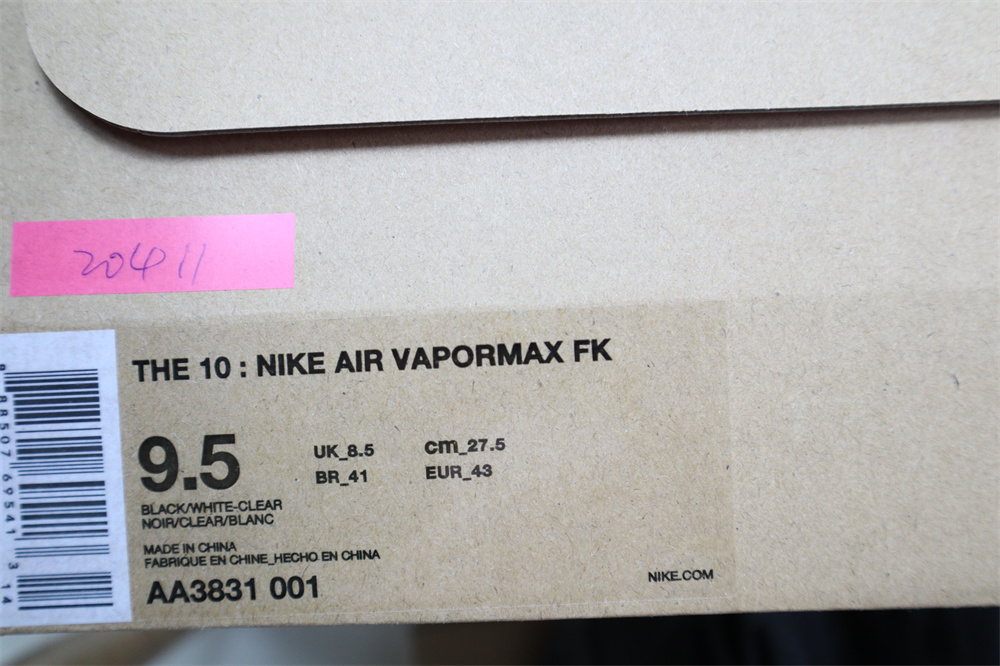 20411
THE 10 : NIKE AIR VAPORMAX FK
9.5
UK_8.5
cm_27.5
BR_41
EUR_43
BLACK/WHITE-CLEAR
NOIR/CLEAR/BLANC
MADE IN CHINA
FABRIQUE EN CHINE_HECHO EN CHINA
AA3831 001
NIKE.COM